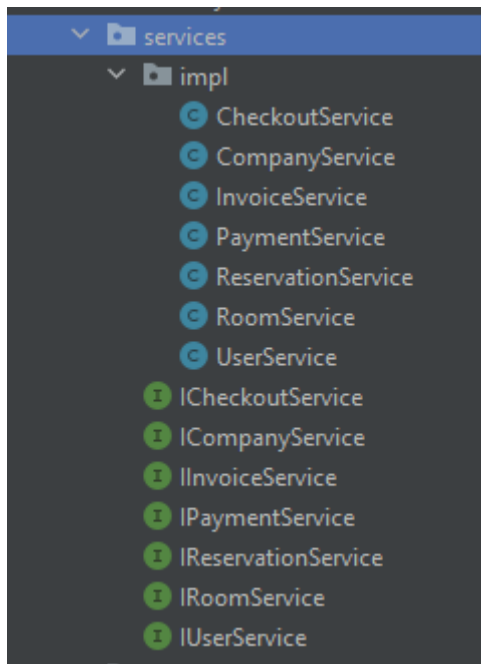 services
impl
C CheckoutService
C CompanyService
C InvoiceService
C PaymentService
C ReservationService
C RoomService
C UserService
I ICheckoutService
I ICompanyService
I IInvoiceService
I IPaymentService
I IReservationService
I IRoomService
I IUserService